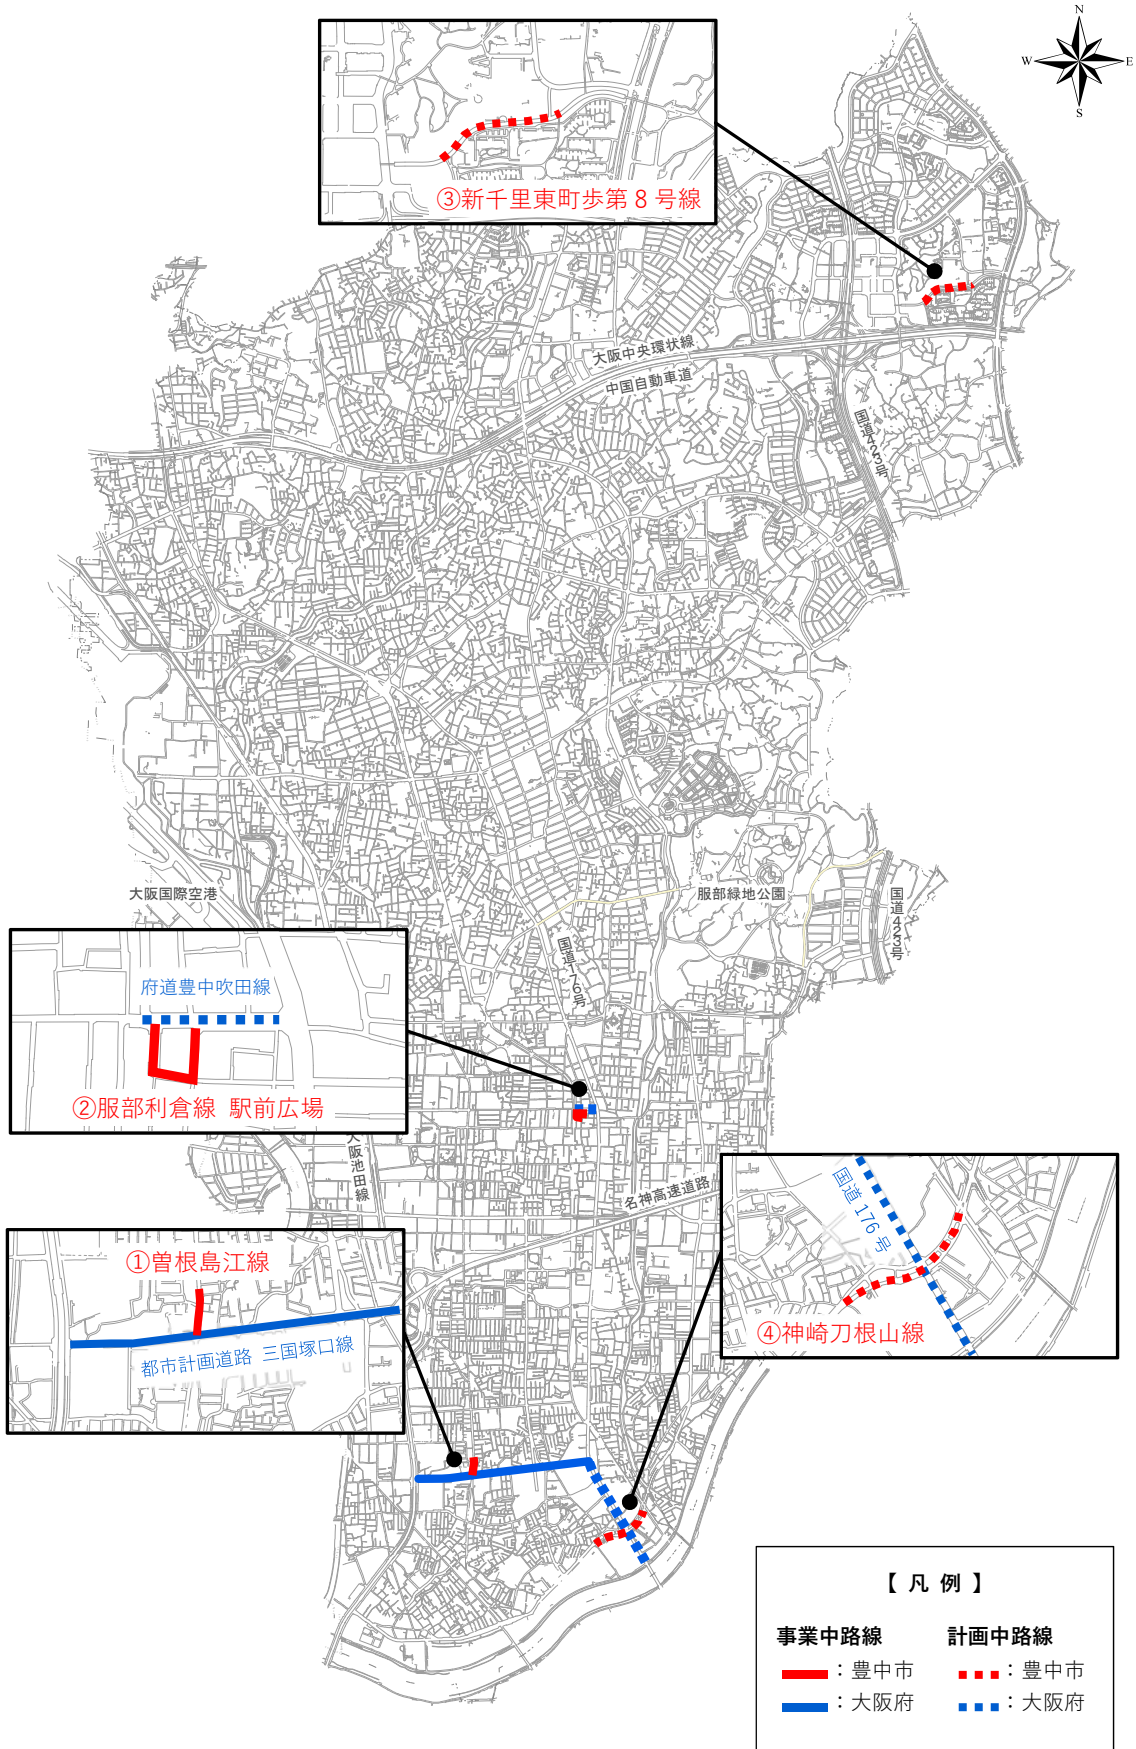 N
W
E
S
③新千里東町歩第8号線
大阪中央環状線
中国自動車道
国道423号
大阪国際空港
服部緑地公園
国道423号
国道176号
府道豊中吹田線
②服部利倉線 駅前広場
大阪池田線
名神高速道路
国道176号
①曽根島江線
都市計画道路 三国塚口線
④神崎刀根山線
【 凡 例 】
事業中路線 計画中路線
：豊中市 ：豊中市
：大阪府 ：大阪府